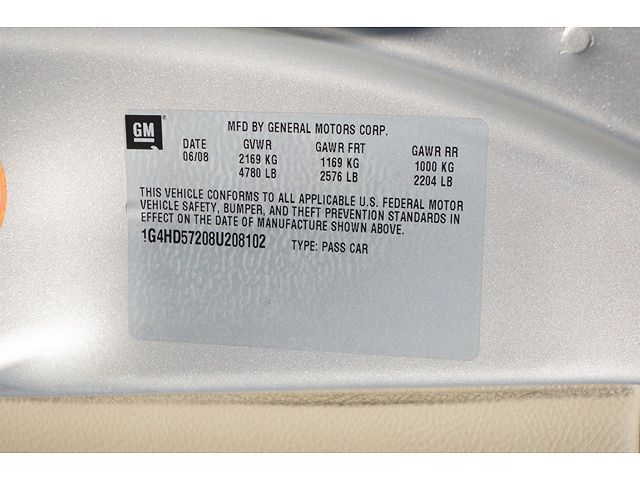 GM
MFD BY GENERAL MOTORS CORP.
DATE GVWR GAWR FRT GAWR RR
06/08 2169 KG 1169 KG 1000 KG
4780 LB 2576 LB 2204 LB
THIS VEHICLE CONFORMS TO ALL APPLICABLE U.S. FEDERAL MOTOR
VEHICLE SAFETY, BUMPER, AND THEFT PREVENTION STANDARDS IN
EFFECT ON THE DATE OF MANUFACTURE SHOWN ABOVE.
1G4HD57208U208102 TYPE: PASS CAR